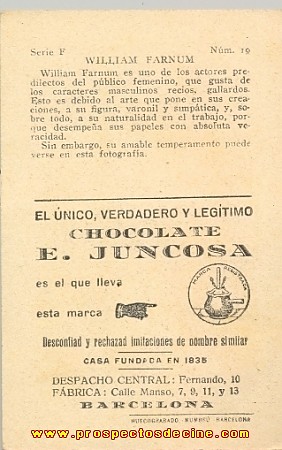 Serie F Núm. 19
WILLIAM FARNUM
William Farnum es uno de los actores pre-
dilectos del público femenino, que gusta de
los caracteres masculinos recios, gallardos.
Esto es debido al arte que pone en sus crea-
ciones, a su figura, varonil y simpática, y, so-
bre todo, a su naturalidad en el trabajo, por-
que desempeña sus papeles con absoluta ve-
racidad.
Sin embargo, su amable temperamento puede
verse en esta fotografía.
EL ÚNICO, VERDADERO Y LEGÍTIMO
CHOCOLATE
E. JUNCOSA
es el que lleva
esta marca
MARCA REGISTRADA
Desconfiad y rechazad imitaciones de nombre similar
CASA FUNDADA EN 1835
DESPACHO CENTRAL: Fernando, 10
FÁBRICA: Calle Manso, 7, 9, 11, y 13
BARCELONA
HUECOGRABADO - MUMBRÚ BARCELONA
www.prospectosdecine.com